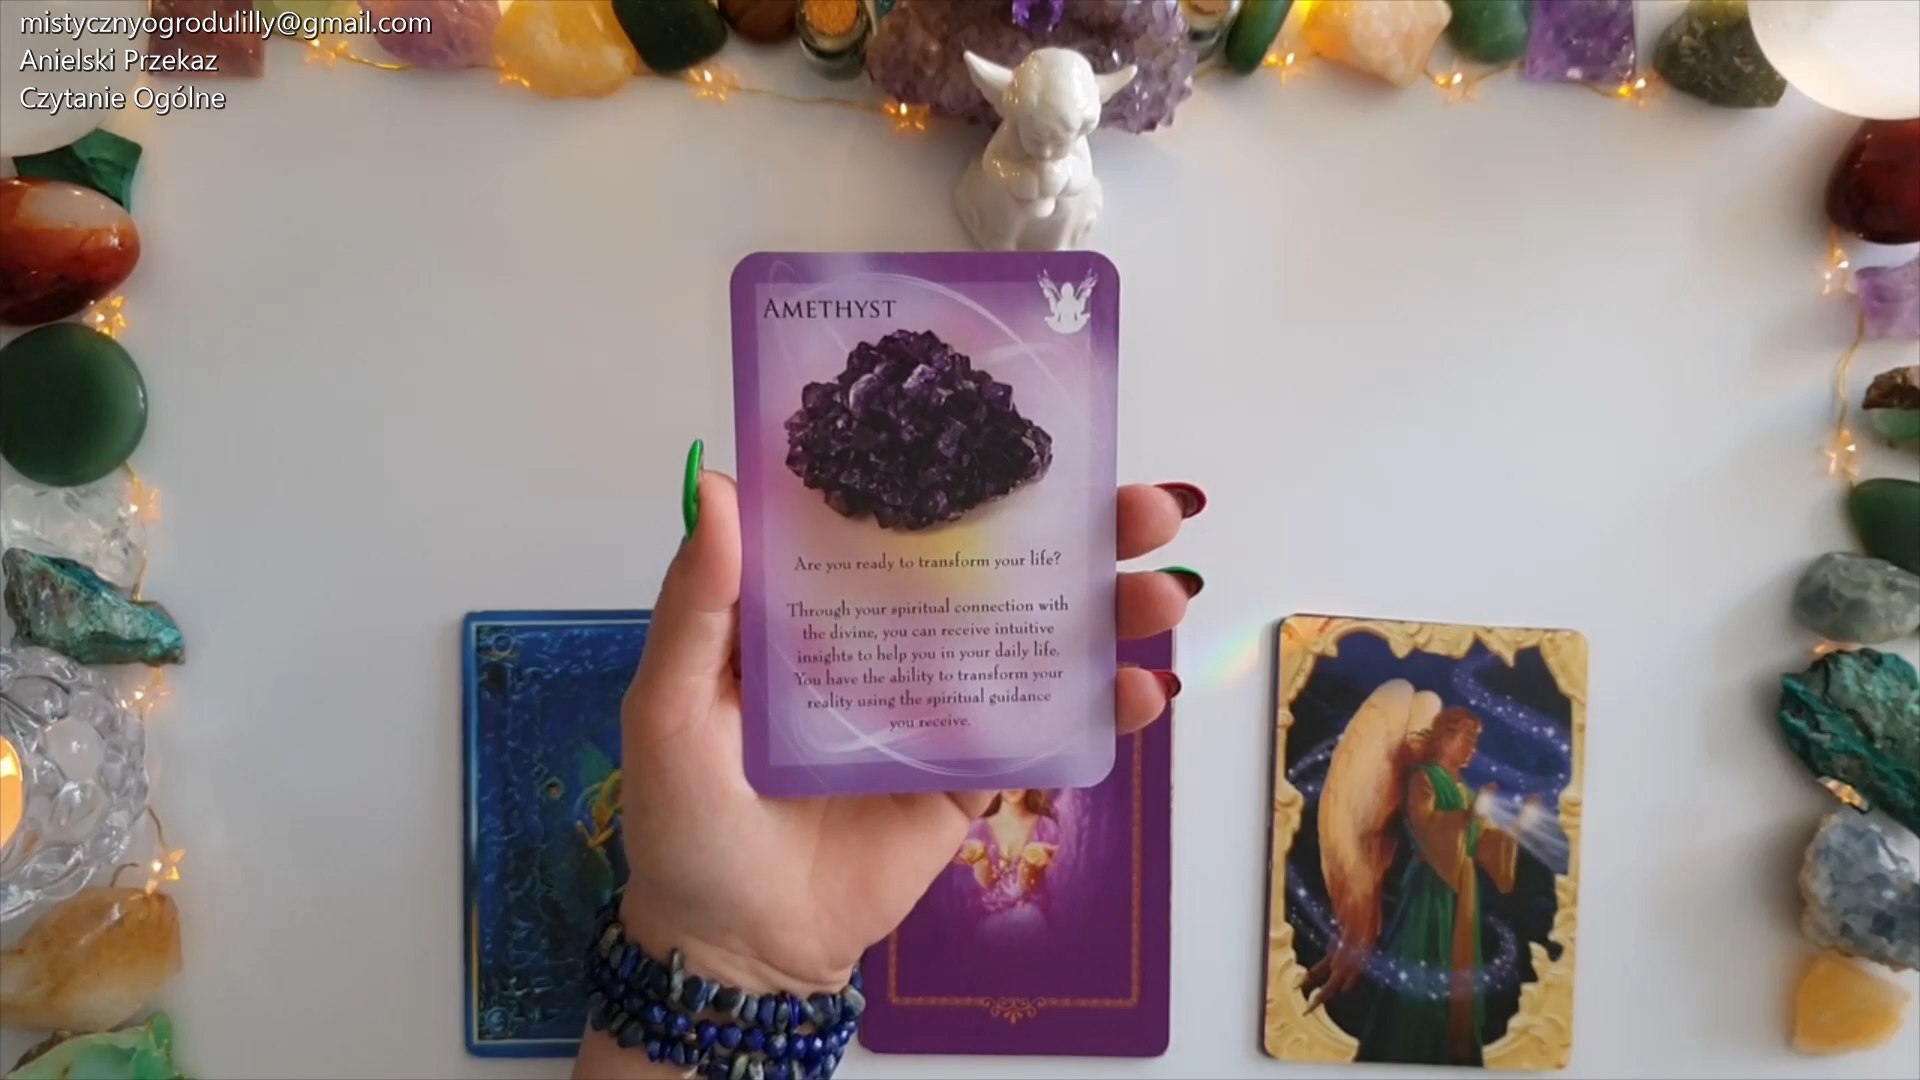 mistycznyogrodulilly@gmail.com
Anielski Przekaz
Czytanie Ogólne
AMETHYST
Are you ready to transform your life?
Through your spiritual connection with
the divine, you can receive intuitive
insights to help you in your daily life.
You have the ability to transform your
reality using the spiritual guidance
you receive.